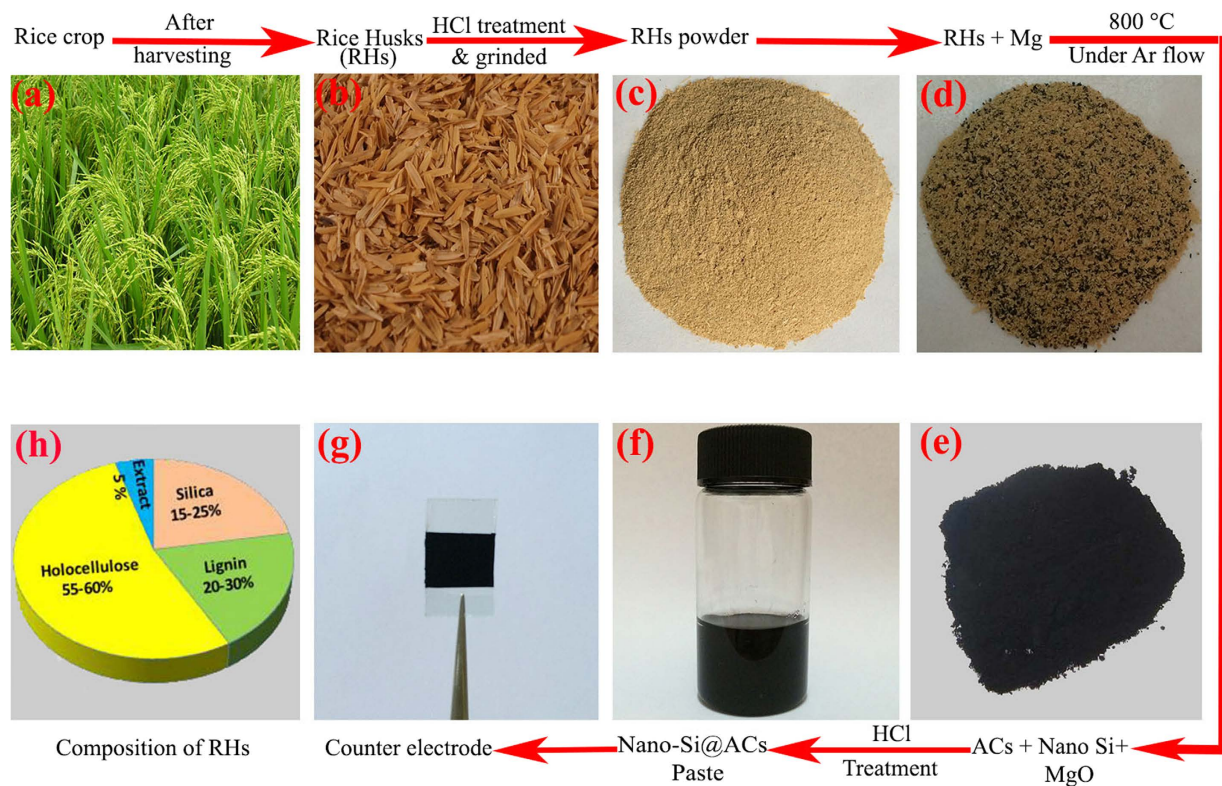 Rice crop
After
harvesting
Rice Husks
(RHs)
HCl treatment
& grinded
RHs powder
RHs + Mg
800 °C
Under Ar flow
(a)
(b)
(c)
(d)
(h)
(g)
(f)
(e)
5 %
Extract
Silica
15-25%
Holocellulose
55-60%
Lignin
20-30%
Composition of RHs
Counter electrode
Nano-Si@ACs
Paste
HCl
Treatment
ACs + Nano Si+
MgO